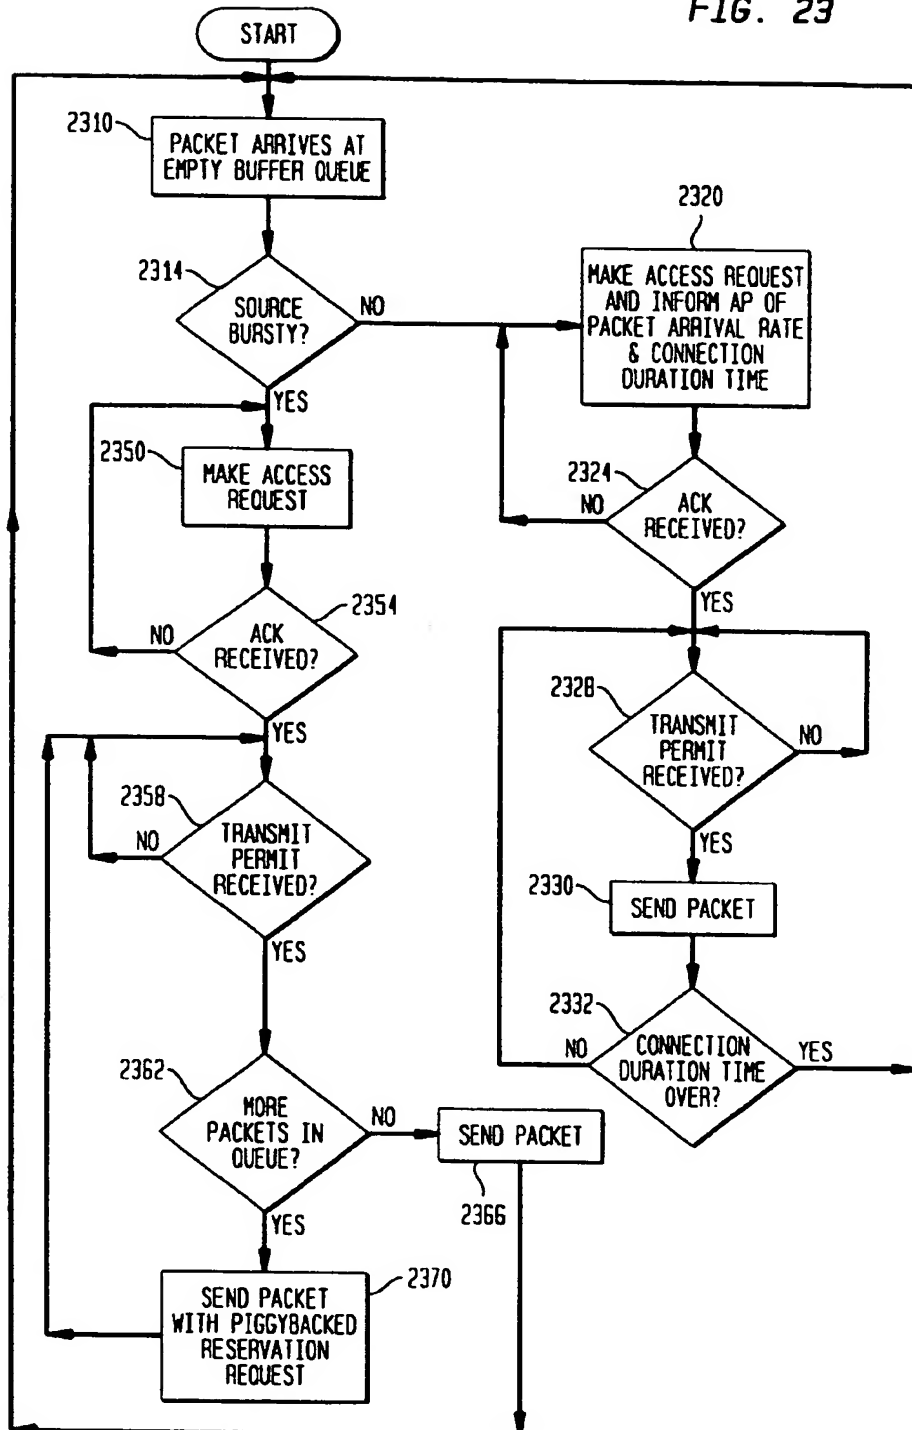 FIG. 23
START
2310
PACKET ARRIVES AT
EMPTY BUFFER QUEUE
2314
SOURCE
BURSTY?
NO
YES
2320
MAKE ACCESS REQUEST
AND INFORM AP OF
PACKET ARRIVAL RATE
& CONNECTION
DURATION TIME
2324
ACK
RECEIVED?
NO
YES
2350
MAKE ACCESS
REQUEST
2354
ACK
RECEIVED?
NO
YES
2328
TRANSMIT
PERMIT
RECEIVED?
NO
YES
2358
TRANSMIT
PERMIT
RECEIVED?
NO
YES
2330
SEND PACKET
2332
CONNECTION
DURATION TIME
OVER?
NO
YES
2362
MORE
PACKETS IN
QUEUE?
NO
YES
SEND PACKET
2366
2370
SEND PACKET
WITH PIGGYBACKED
RESERVATION
REQUEST